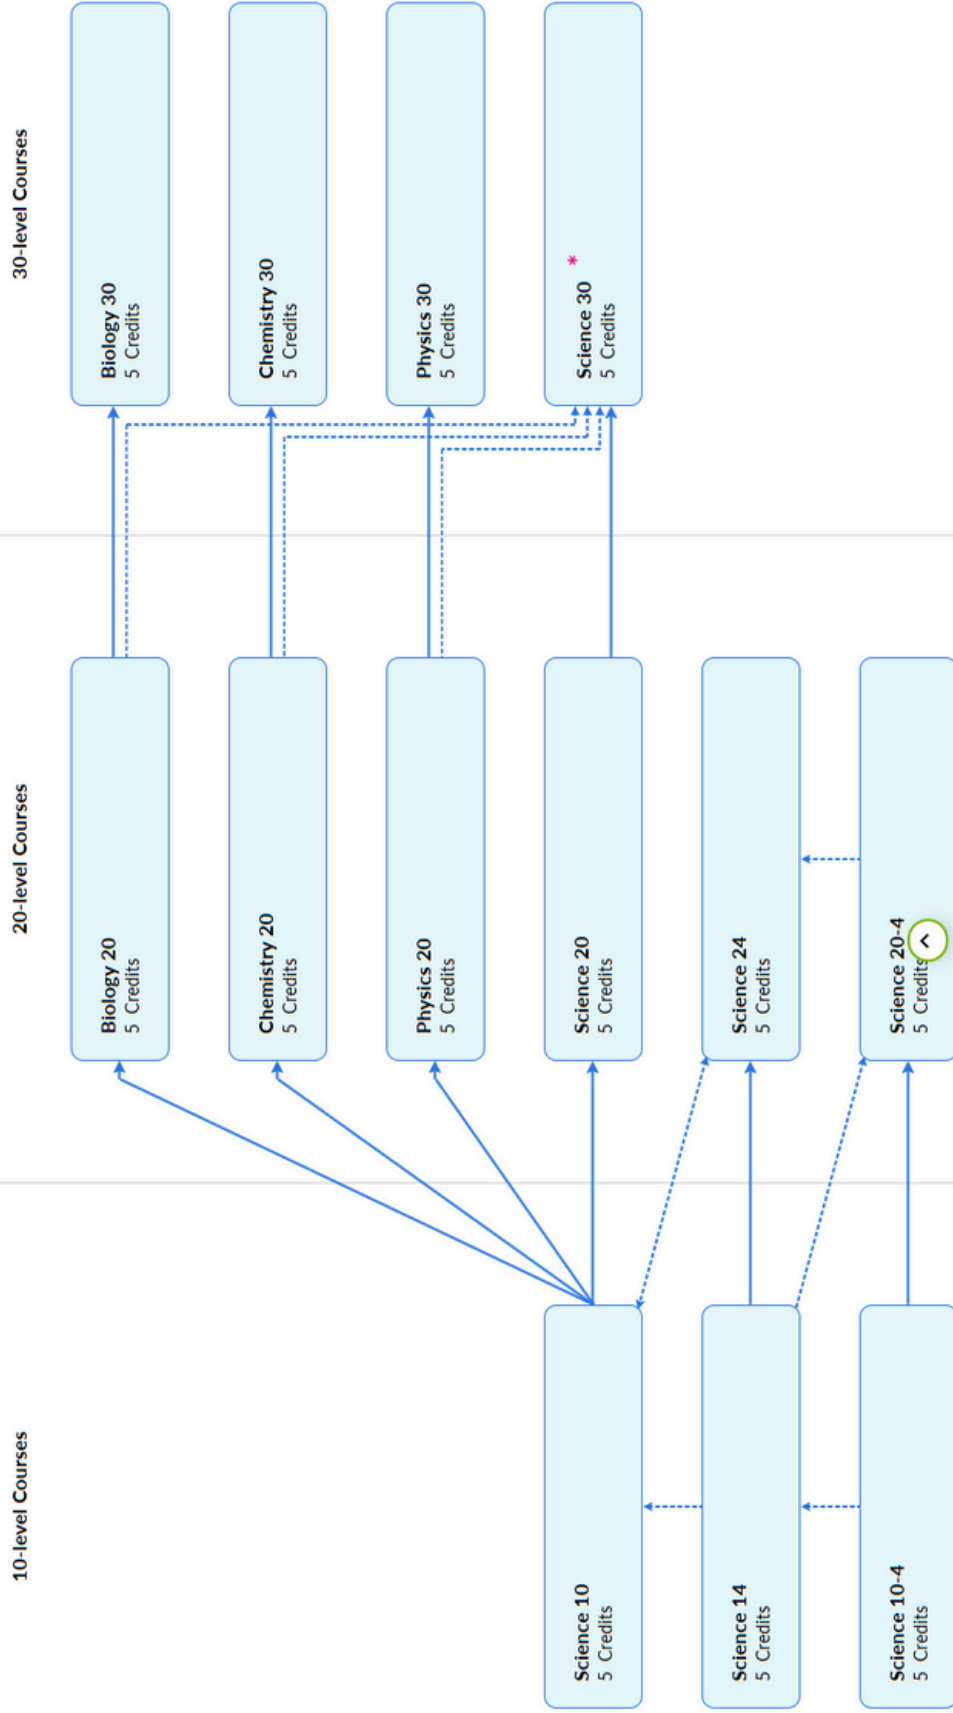 10-level Courses
20-level Courses
30-level Courses
Biology 20
5 Credits
Biology 30
5 Credits
Chemistry 20
5 Credits
Chemistry 30
5 Credits
Physics 20
5 Credits
Physics 30
5 Credits
Science 10
5 Credits
Science 20
5 Credits
Science 30 *
5 Credits
Science 14
5 Credits
Science 24
5 Credits
Science 10-4
5 Credits
Science 20-4
5 Credits